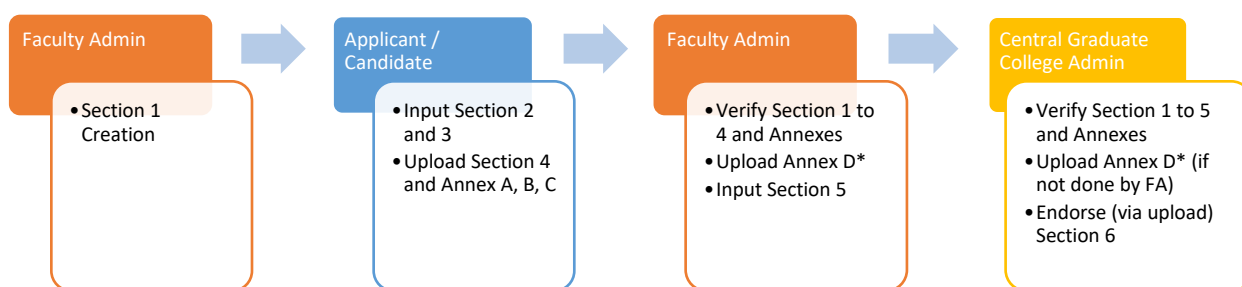 Faculty Admin
• Section 1
Creation
Applicant /
Candidate
• Input Section 2
and 3
• Upload Section 4
and Annex A, B, C
Faculty Admin
• Verify Section 1 to
4 and Annexes
• Upload Annex D*
• Input Section 5
Central Graduate
College Admin
• Verify Section 1 to 5
and Annexes
• Upload Annex D* (if
not done by FA)
• Endorse (via upload)
Section 6